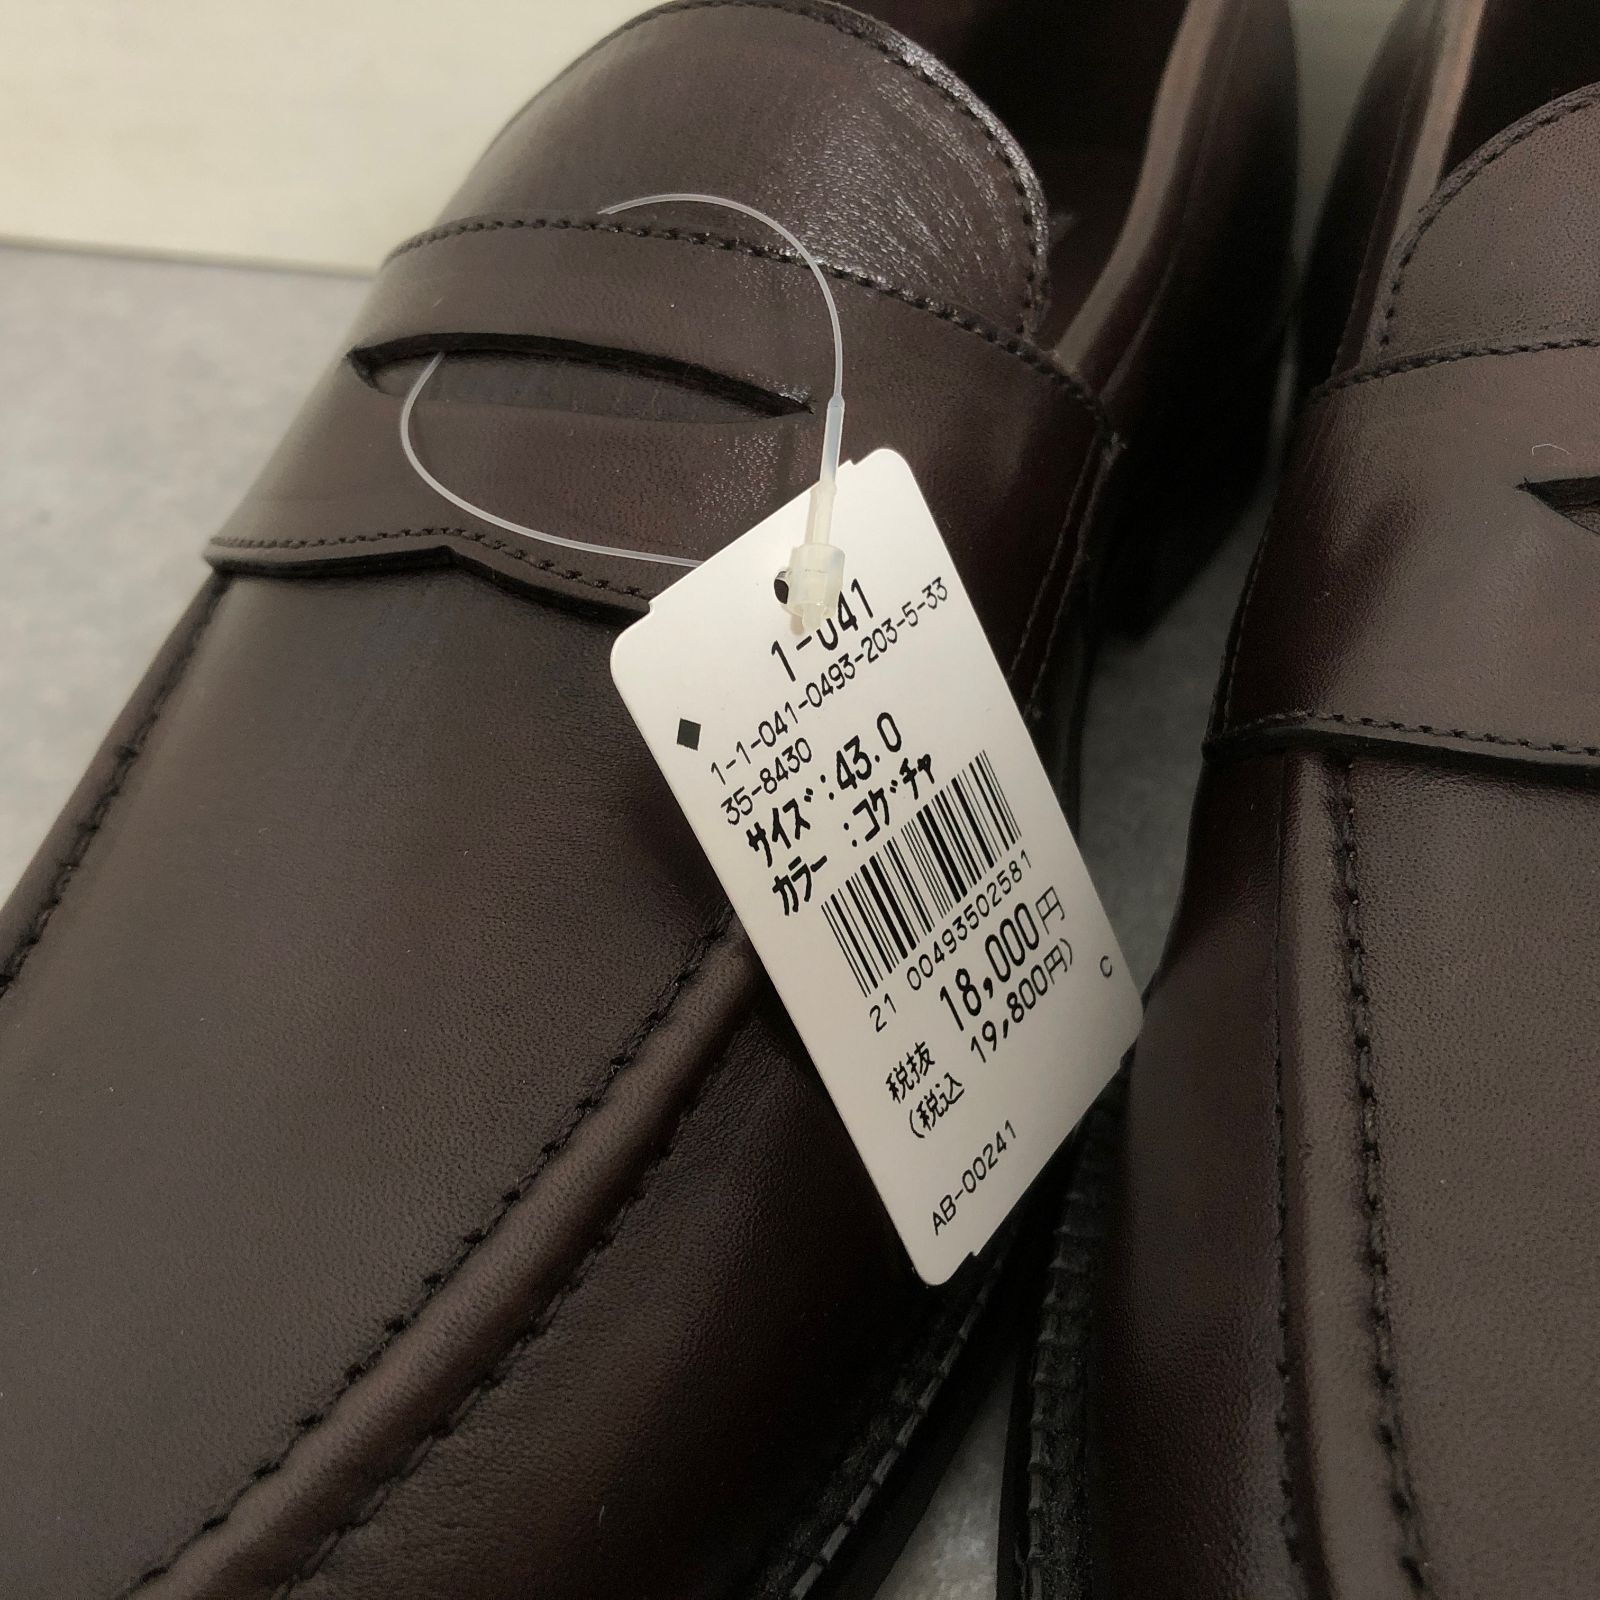 1-041
1-1-041-0493-203-5-33
35-8430
サイズ:43.0
カラー:コゲチャ
21 00493502581
税抜 18,000円
(税込 19,800円)
C
AB-00241